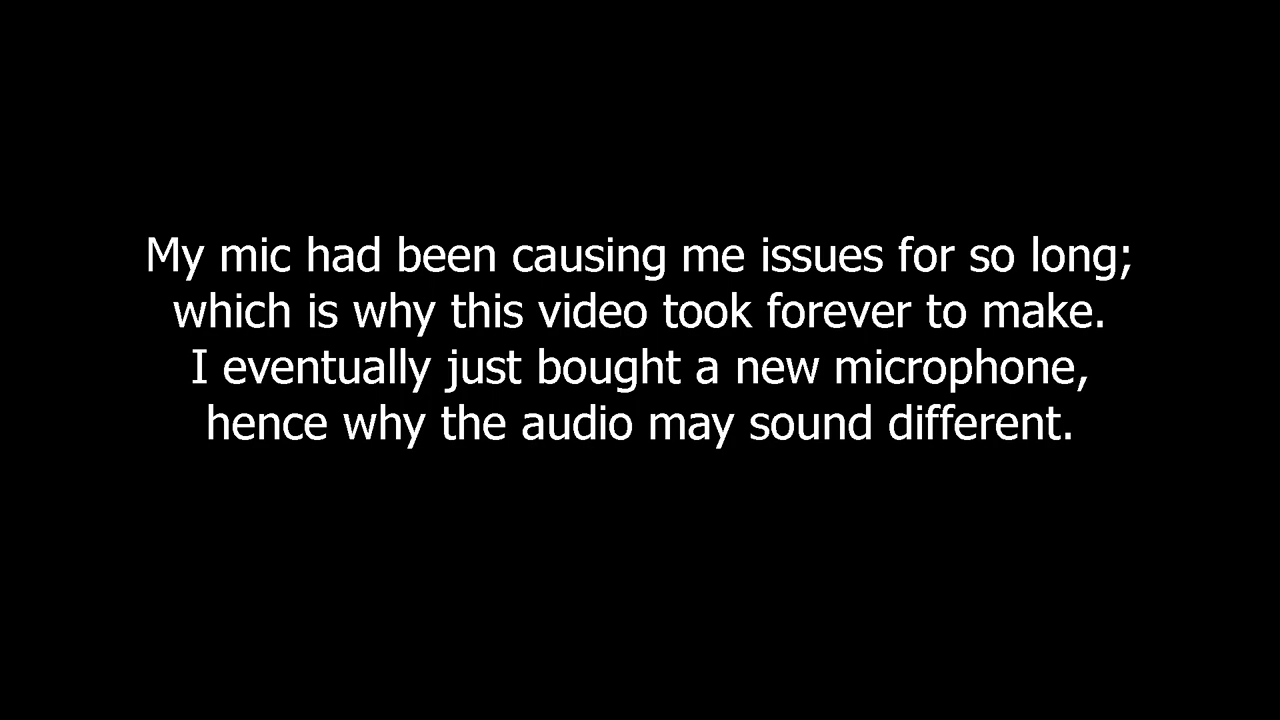 My mic had been causing me issues for so long;
which is why this video took forever to make.
I eventually just bought a new microphone,
hence why the audio may sound different.